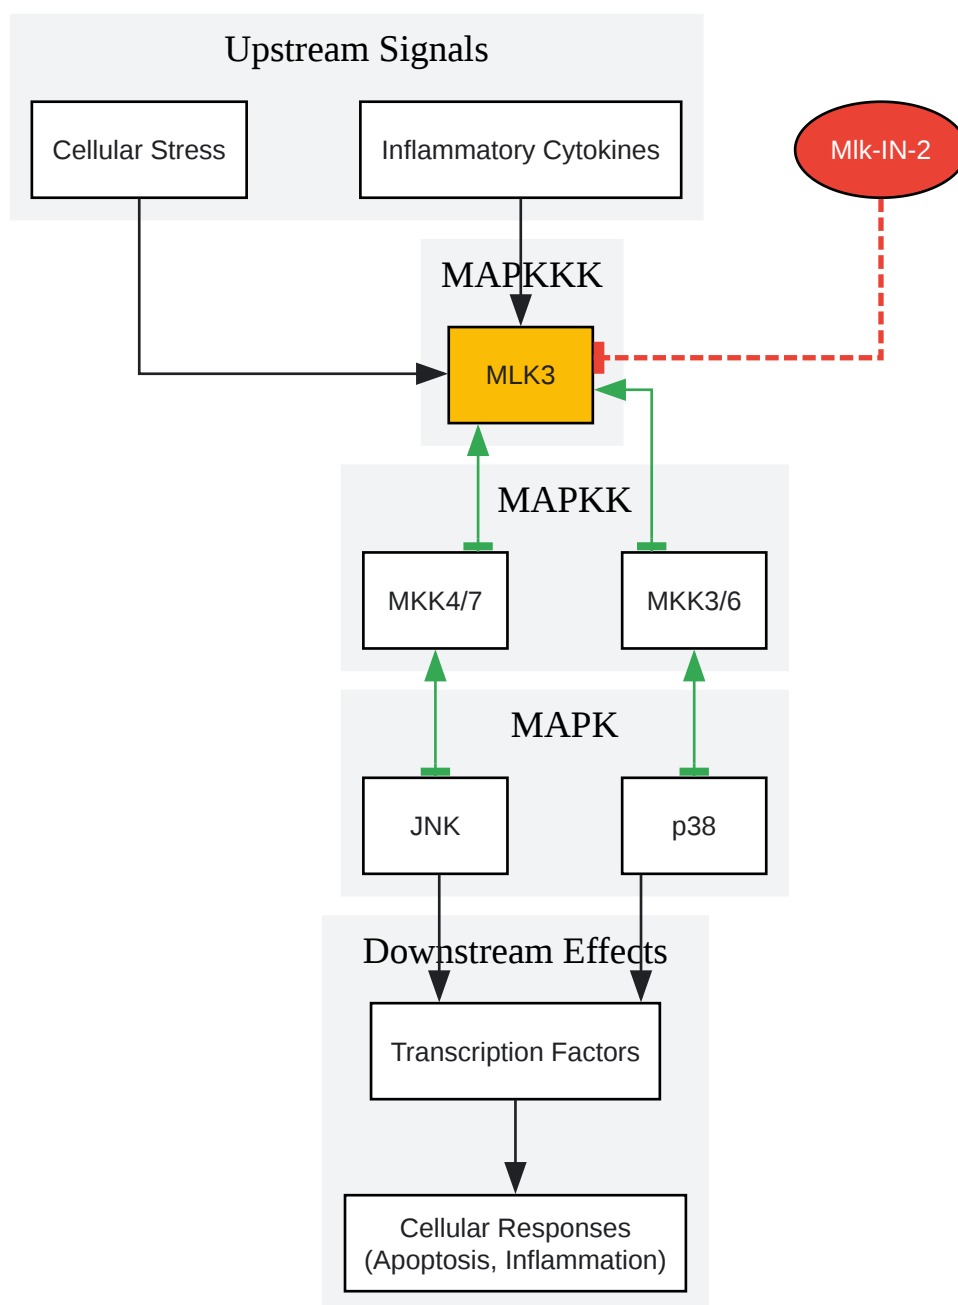 Upstream Signals
Cellular Stress
Inflammatory Cytokines
Mlk-IN-2
MAPKKK
MLK3
MAPKK
MKK4/7
MKK3/6
MAPK
JNK
p38
Downstream Effects
Transcription Factors
Cellular Responses
(Apoptosis, Inflammation)